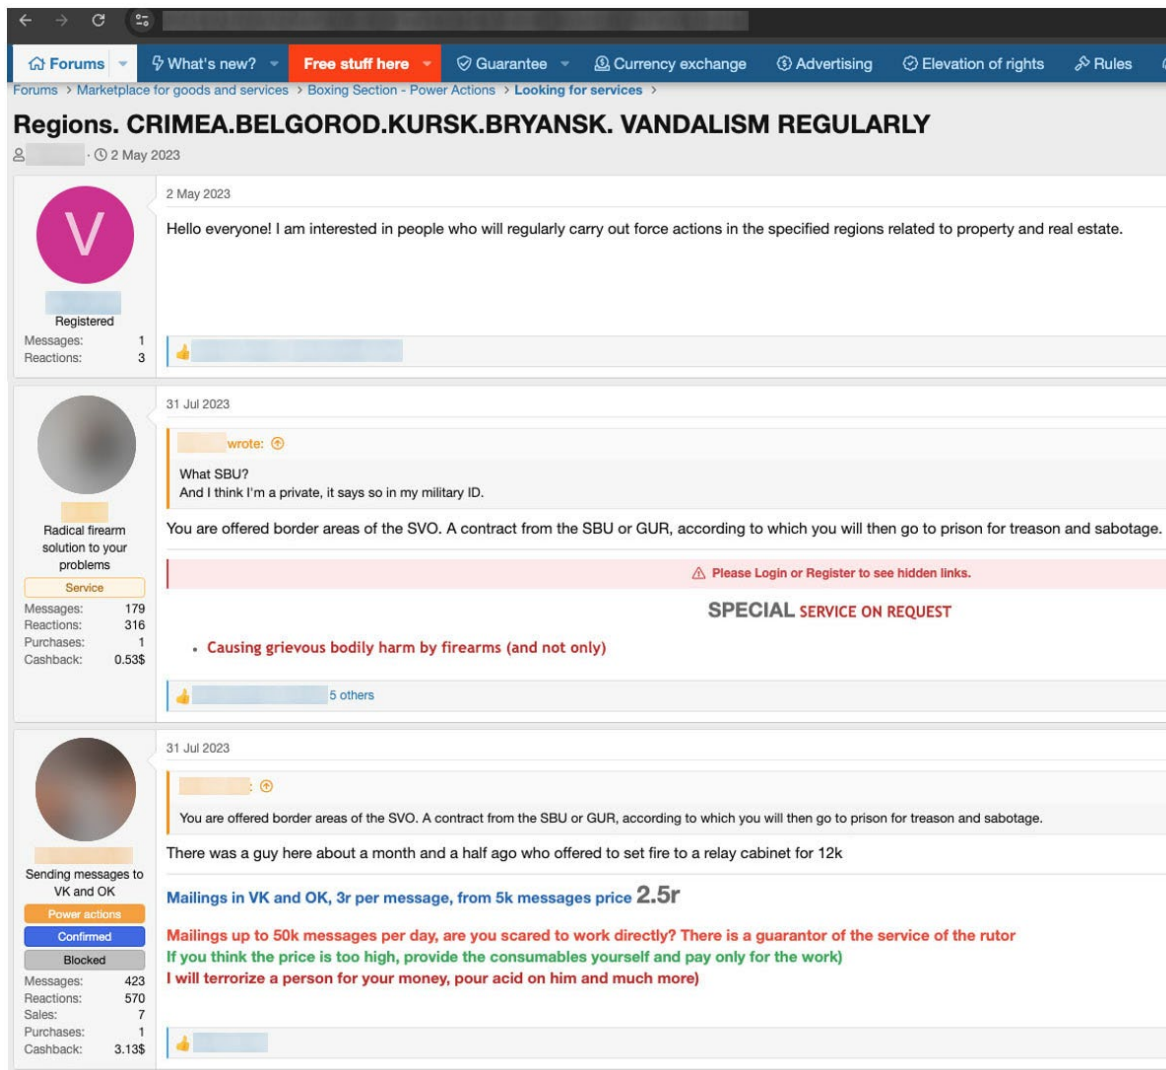 Forums
What's new?
Free stuff here
Guarantee
Currency exchange
Advertising
Elevation of rights
Rules
Forums > Marketplace for goods and services > Boxing Section - Power Actions > Looking for services >
Regions. CRIMEA.BELGOROD.KURSK.BRYANSK. VANDALISM REGULARLY
· 2 May 2023
V
Registered
Messages: 1
Reactions: 3
2 May 2023
Hello everyone! I am interested in people who will regularly carry out force actions in the specified regions related to property and real estate.
Radical firearm
solution to your
problems
Service
Messages: 179
Reactions: 316
Purchases: 1
Cashback: 0.53$
31 Jul 2023
wrote:
What SBU?
And I think I'm a private, it says so in my military ID.
You are offered border areas of the SVO. A contract from the SBU or GUR, according to which you will then go to prison for treason and sabotage.
Please Login or Register to see hidden links.
SPECIAL SERVICE ON REQUEST
• Causing grievous bodily harm by firearms (and not only)
5 others
Sending messages to
VK and OK
Power actions
Confirmed
Blocked
Messages: 423
Reactions: 570
Sales: 7
Purchases: 1
Cashback: 3.13$
31 Jul 2023
:
You are offered border areas of the SVO. A contract from the SBU or GUR, according to which you will then go to prison for treason and sabotage.
There was a guy here about a month and a half ago who offered to set fire to a relay cabinet for 12k
Mailings in VK and OK, 3r per message, from 5k messages price 2.5r
Mailings up to 50k messages per day, are you scared to work directly? There is a guarantor of the service of the rutor
If you think the price is too high, provide the consumables yourself and pay only for the work)
I will terrorize a person for your money, pour acid on him and much more)